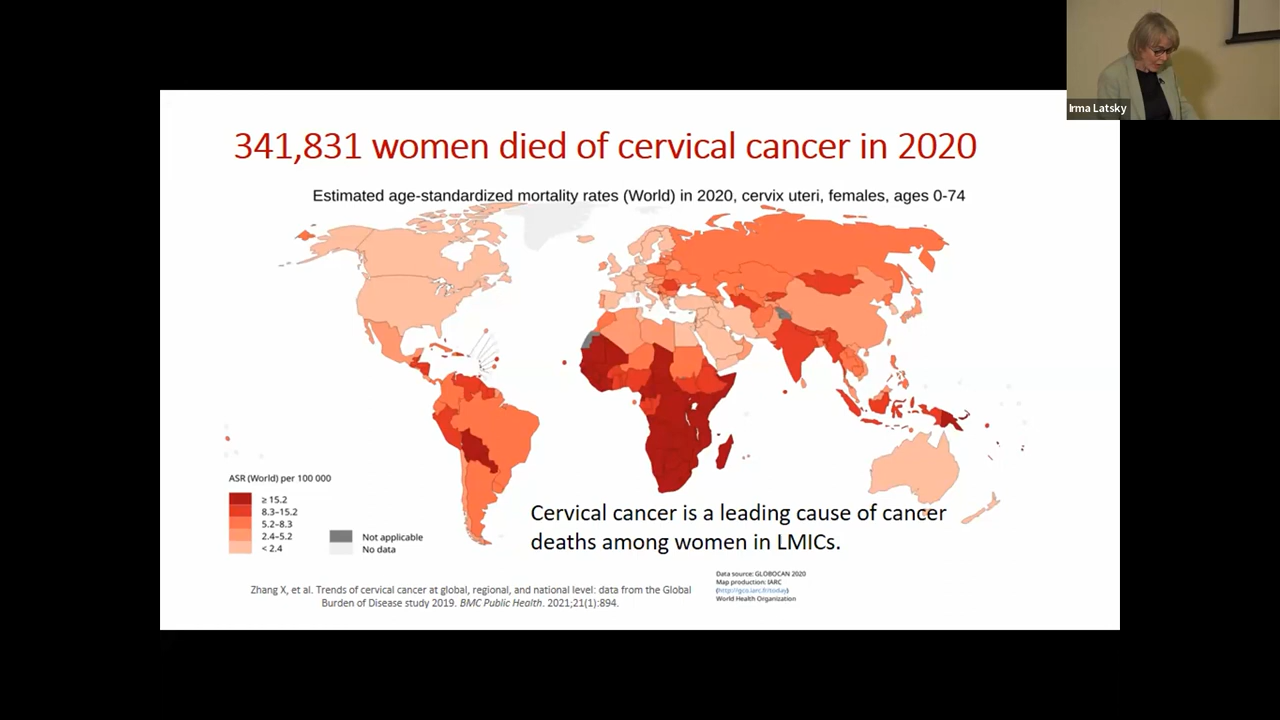 341,831 women died of cervical cancer in 2020
Irma Latsky
Estimated age-standardized mortality rates (World) in 2020, cervix uteri, females, ages 0-74
ASR (World) per 100 000
≥ 15.2
8.3–15.2
5.2–8.3
2.4–5.2
< 2.4
Not applicable
No data
Cervical cancer is a leading cause of cancer
deaths among women in LMICs.
Data source: GLOBOCAN 2020
Map production: IARC
(http://gco.iarc.fr/today)
World Health Organization
Zhang X, et al. Trends of cervical cancer at global, regional, and national level: data from the Global
Burden of Disease study 2019. BMC Public Health. 2021;21(1):894.